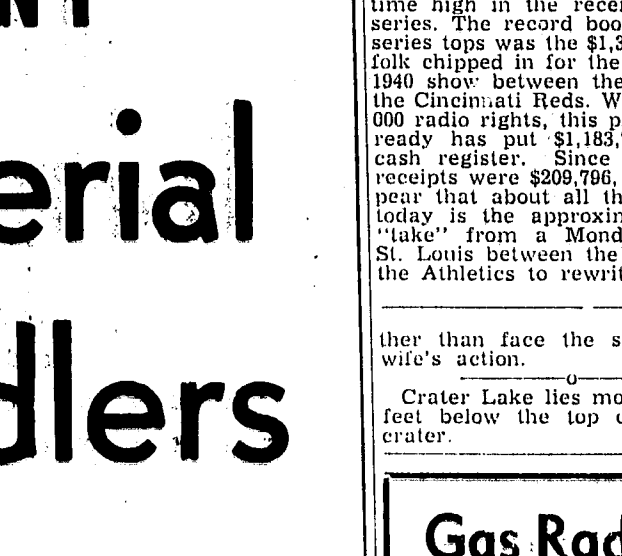 NT
erial
dlers
time high in the rece
series. The record boo
series tops was the $1,3
folk chipped in for the
1940 show between the
the Cincinnati Reds. W
000 radio rights, this p
ready has put $1,183,
cash register. Since
receipts were $209,796,
pear that about all th
today is the approxim
"take" from a Mond
St. Louis between the
the Athletics to rewrit
ther than face the s
wife's action.
Crater Lake lies mo
feet below the top o
crater.
Gas Rad